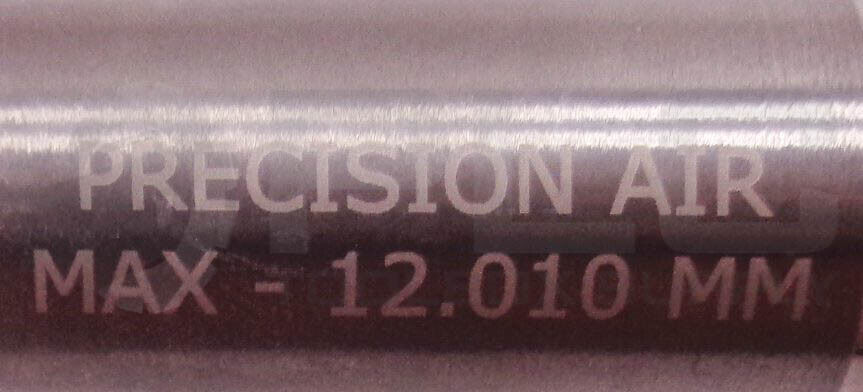 PRECISION AIR
MAX - 12.010 MM